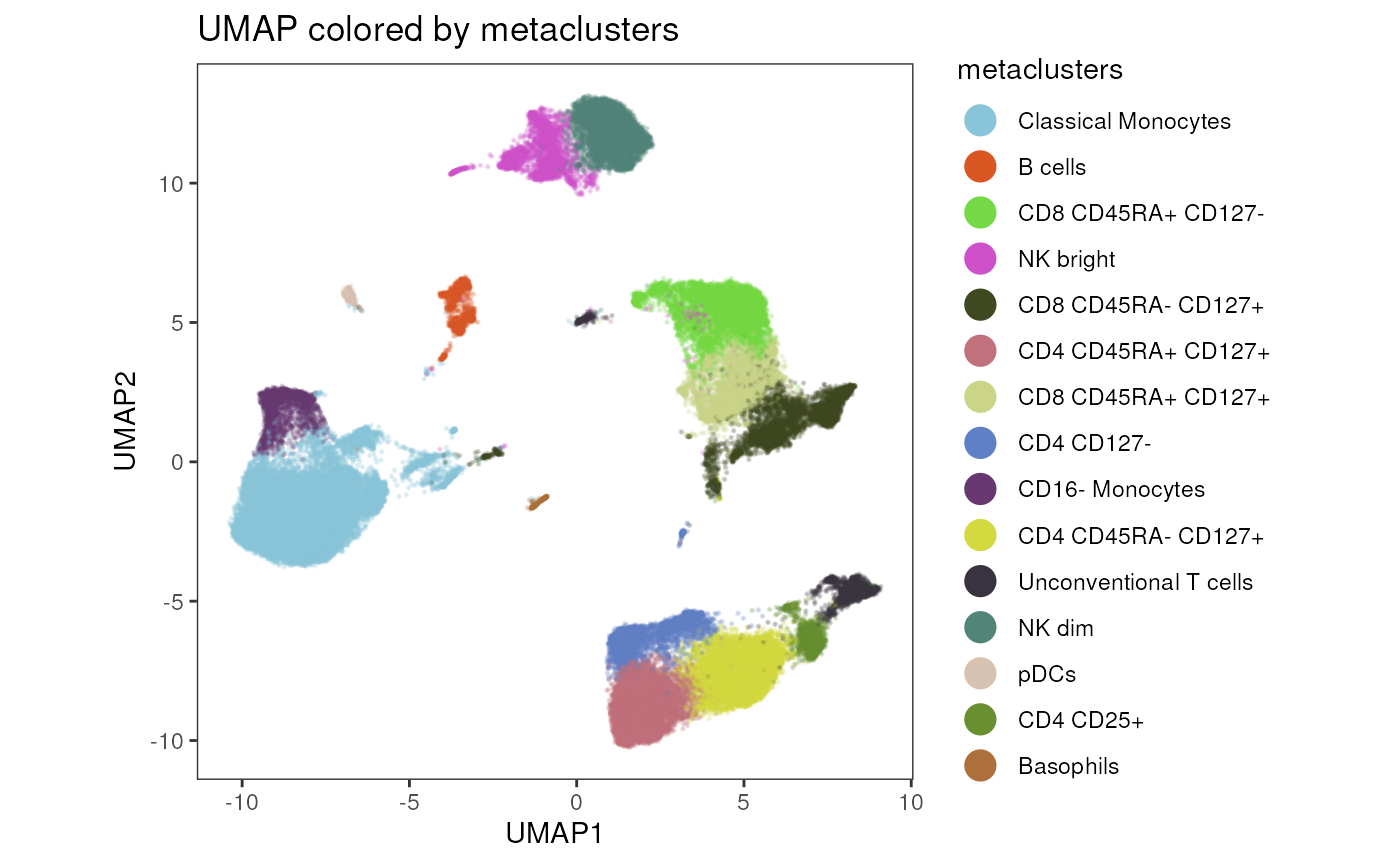 UMAP colored by metaclusters
metaclusters
Classical Monocytes
B cells
CD8 CD45RA+ CD127-
NK bright
CD8 CD45RA- CD127+
CD4 CD45RA+ CD127+
CD8 CD45RA+ CD127+
CD4 CD127-
CD16- Monocytes
CD4 CD45RA- CD127+
Unconventional T cells
NK dim
pDCs
CD4 CD25+
Basophils
UMAP2
10
5
0
-5
-10
-10
-5
0
5
10
UMAP1